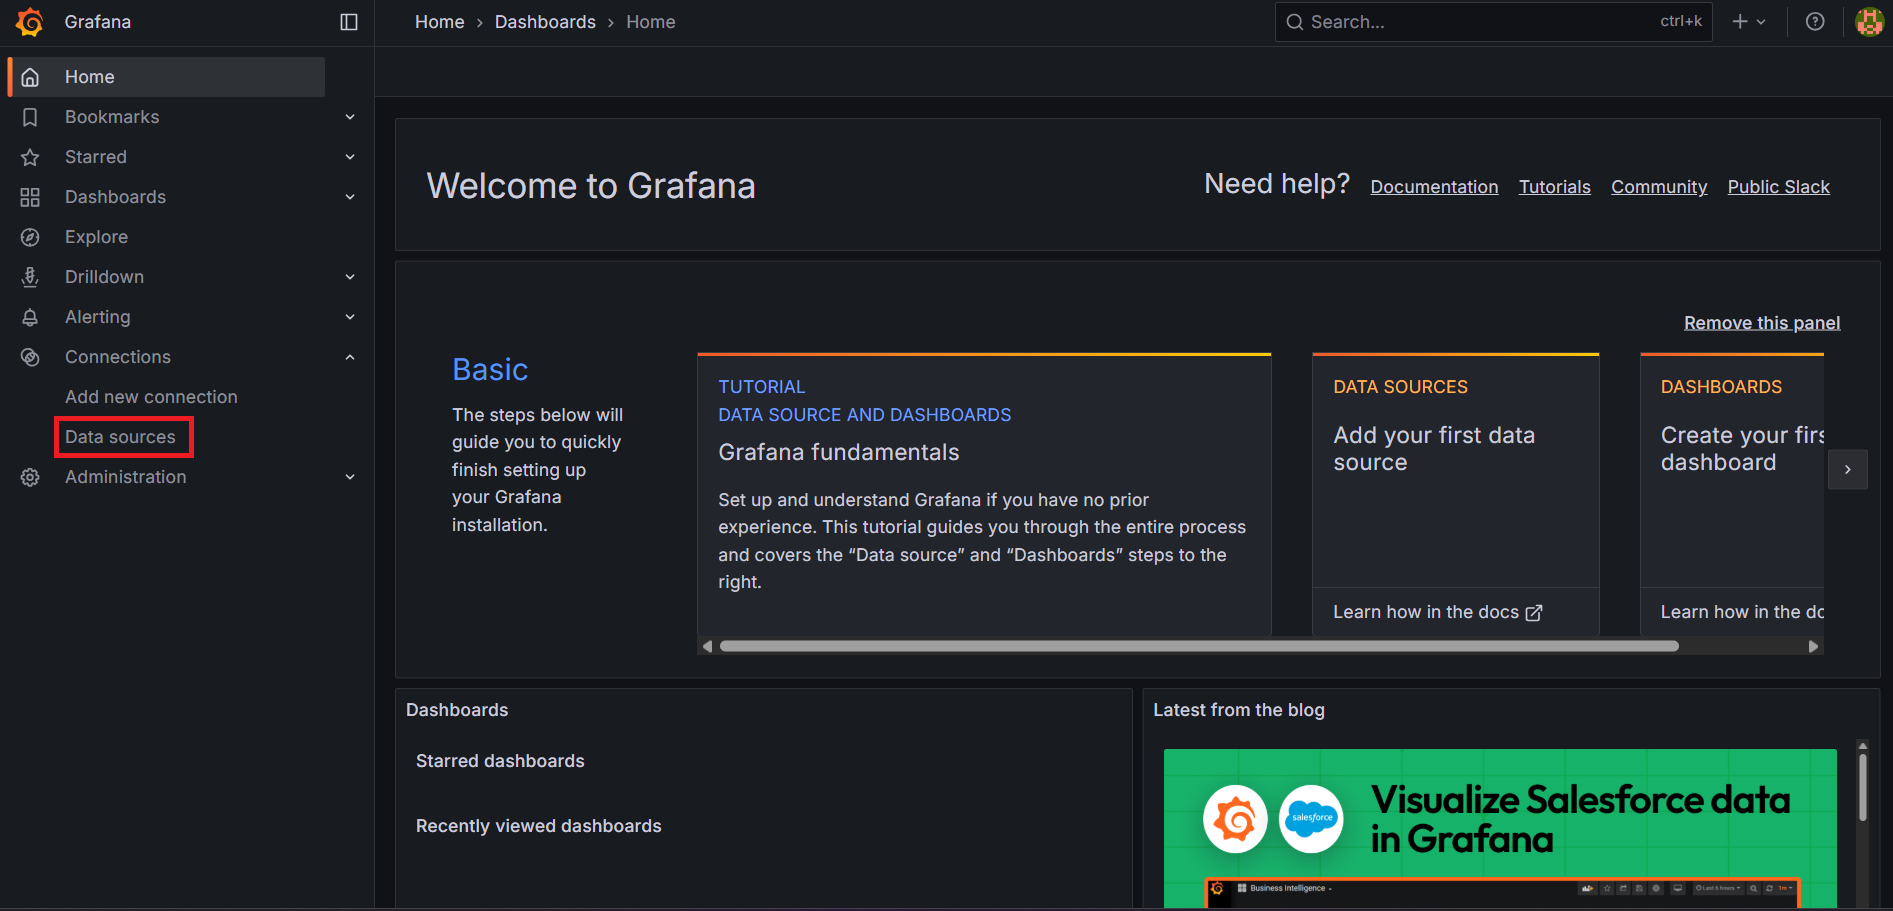 Grafana
Home › Dashboards › Home
Search...
ctrl+k
Home
Bookmarks
Starred
Dashboards
Explore
Drilldown
Alerting
Connections
Add new connection
Data sources
Administration
Welcome to Grafana
Need help?
Documentation
Tutorials
Community
Public Slack
Remove this panel
Basic
The steps below will
guide you to quickly
finish setting up
your Grafana
installation.
TUTORIAL
DATA SOURCE AND DASHBOARDS
Grafana fundamentals
Set up and understand Grafana if you have no prior
experience. This tutorial guides you through the entire process
and covers the “Data source” and “Dashboards” steps to the
right.
DATA SOURCES
Add your first data
source
Learn how in the docs
DASHBOARDS
Create your firs
dashboard
Learn how in the do
Dashboards
Starred dashboards
Recently viewed dashboards
Latest from the blog
salesforce
Visualize Salesforce data
in Grafana
Business Intelligence
Last 6 hours
1m